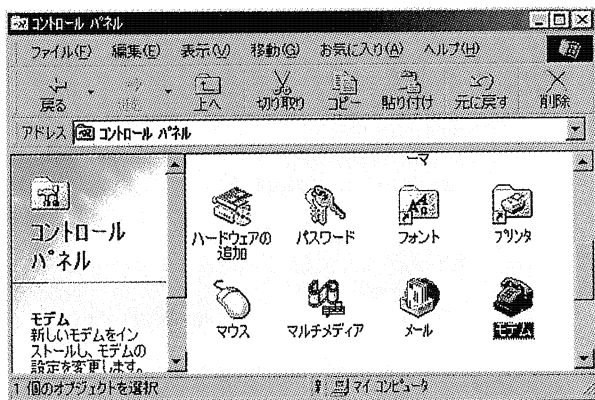 コントロール パネル
ファイル(F) 編集(E) 表示(V) 移動(G) お気に入り(A) ヘルプ(H)
戻る 上へ 切り取り コピー 貼り付け 元に戻す 削除
アドレス コントロール パネル
ーマ
コントロール
パネル
ハードウェアの
追加
パスワード
フォント
プリンタ
マウス
マルチメディア
メール
モデム
モデム
新しいモデムをイン
ストールし、モデムの
設定を変更します。
1 個のオブジェクトを選択
マイ コンピュータ